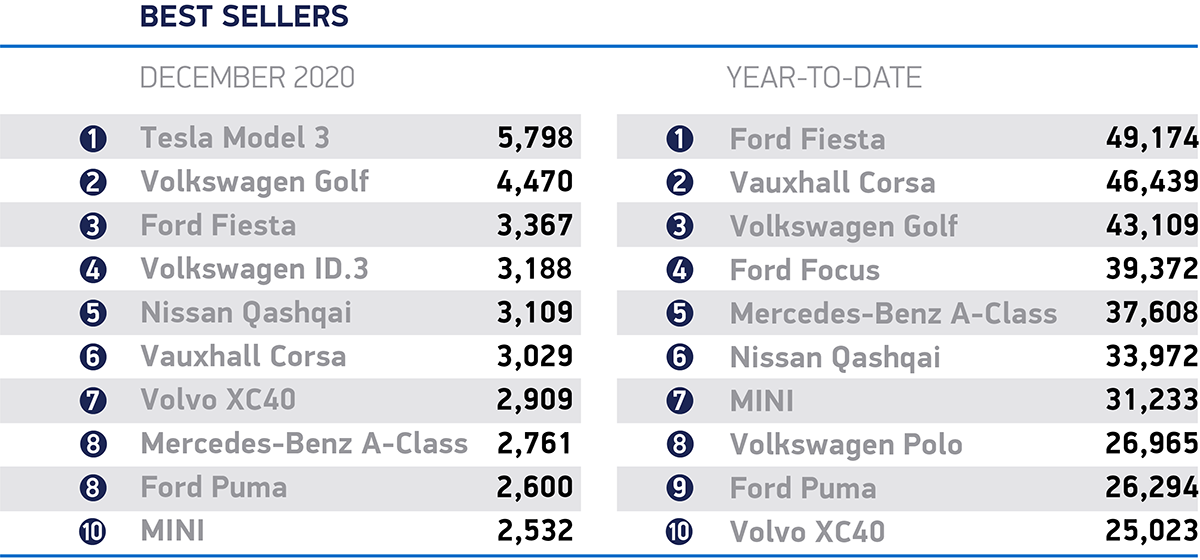 BEST SELLERS
DECEMBER 2020
1 Tesla Model 3 5,798
2 Volkswagen Golf 4,470
3 Ford Fiesta 3,367
4 Volkswagen ID.3 3,188
5 Nissan Qashqai 3,109
6 Vauxhall Corsa 3,029
7 Volvo XC40 2,909
8 Mercedes-Benz A-Class 2,761
8 Ford Puma 2,600
10 MINI 2,532
YEAR-TO-DATE
1 Ford Fiesta 49,174
2 Vauxhall Corsa 46,439
3 Volkswagen Golf 43,109
4 Ford Focus 39,372
5 Mercedes-Benz A-Class 37,608
6 Nissan Qashqai 33,972
7 MINI 31,233
8 Volkswagen Polo 26,965
9 Ford Puma 26,294
10 Volvo XC40 25,023